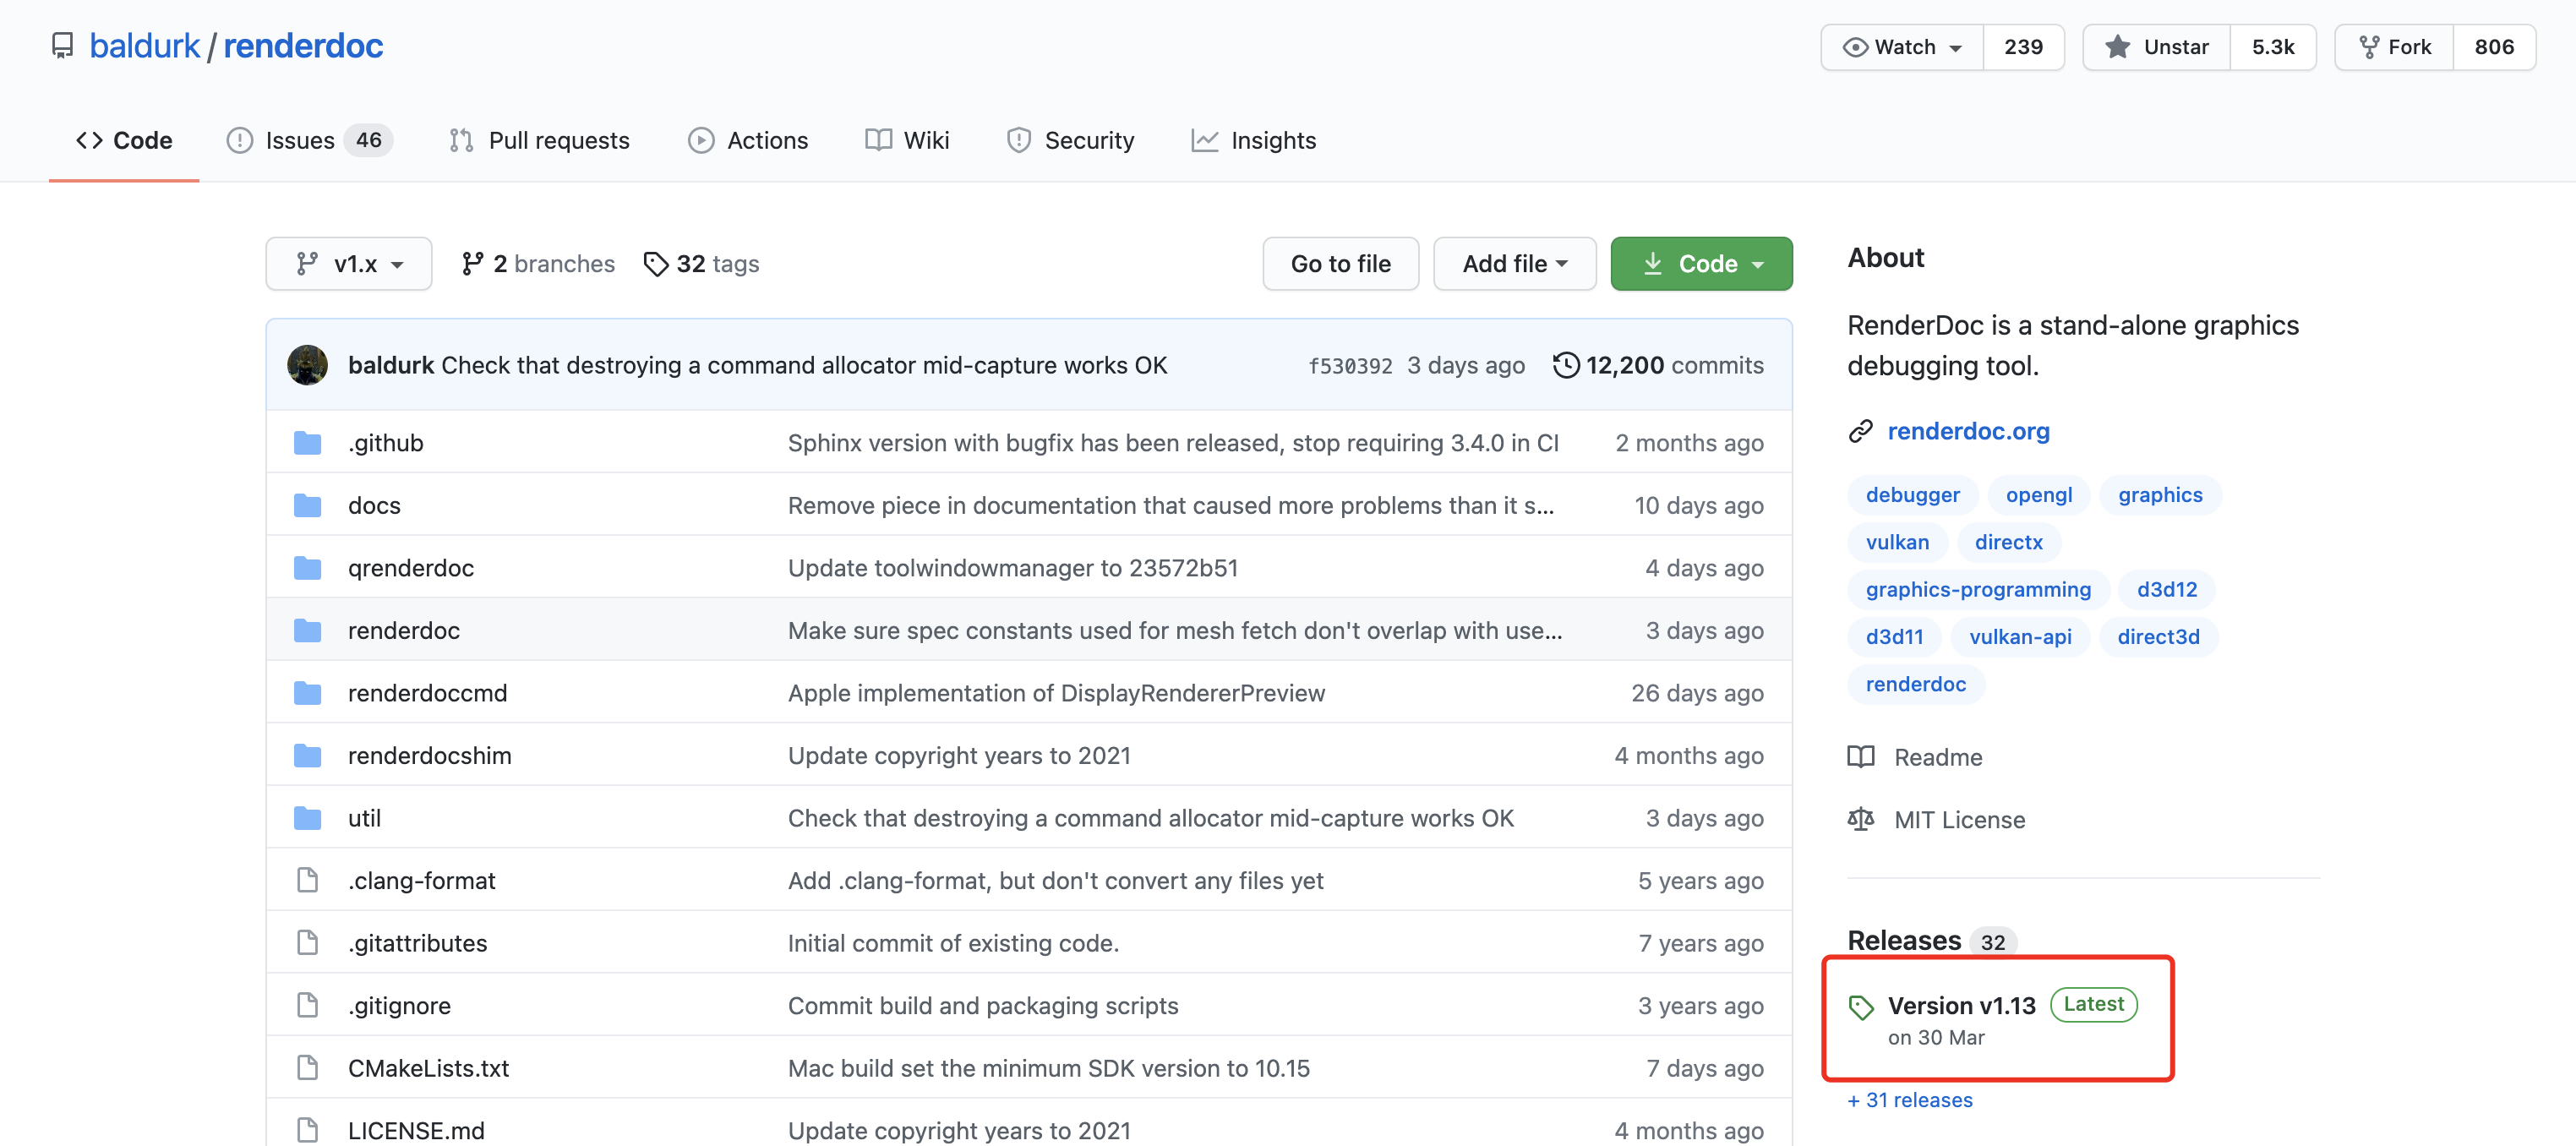 baldurk / renderdoc
Watch 239 Unstar 5.3k Fork 806
Code Issues 46 Pull requests Actions Wiki Security Insights
v1.x 2 branches 32 tags Go to file Add file Code
baldurk Check that destroying a command allocator mid-capture works OK f530392 3 days ago 12,200 commits
.github Sphinx version with bugfix has been released, stop requiring 3.4.0 in CI 2 months ago
docs Remove piece in documentation that caused more problems than it s... 10 days ago
qrenderdoc Update toolwindowmanager to 23572b51 4 days ago
renderdoc Make sure spec constants used for mesh fetch don't overlap with use... 3 days ago
renderdoccmd Apple implementation of DisplayRendererPreview 26 days ago
renderdocshim Update copyright years to 2021 4 months ago
util Check that destroying a command allocator mid-capture works OK 3 days ago
.clang-format Add .clang-format, but don't convert any files yet 5 years ago
.gitattributes Initial commit of existing code. 7 years ago
.gitignore Commit build and packaging scripts 3 years ago
CMakeLists.txt Mac build set the minimum SDK version to 10.15 7 days ago
LICENSE.md Update copyright years to 2021 4 months ago
About
RenderDoc is a stand-alone graphics
debugging tool.
renderdoc.org
debugger opengl graphics
vulkan directx
graphics-programming d3d12
d3d11 vulkan-api direct3d
renderdoc
Readme
MIT License
Releases 32
Version v1.13 Latest
on 30 Mar
+ 31 releases